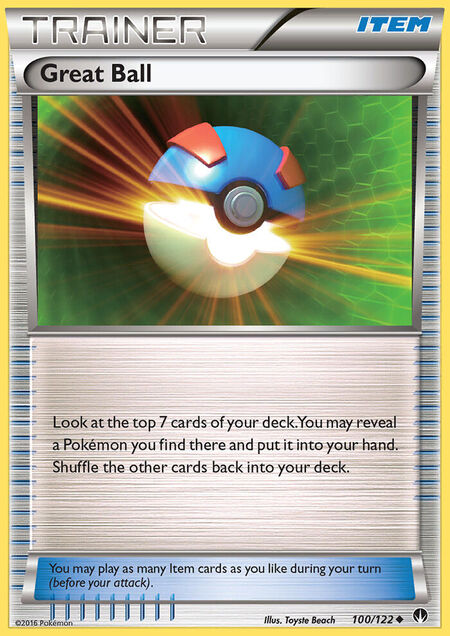 TRAINER ITEM
Great Ball
Look at the top 7 cards of your deck.You may reveal
a Pokémon you find there and put it into your hand.
Shuffle the other cards back into your deck.
You may play as many Item cards as you like during your turn
(before your attack).
©2016 Pokémon Illus. Toyste Beach 100/122